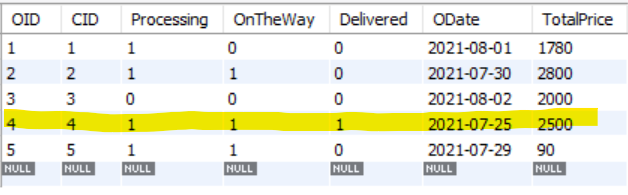 OID CID Processing OnTheWay Delivered ODate TotalPrice
1 1 1 0 0 2021-08-01 1780
2 2 1 1 0 2021-07-30 2800
3 3 0 0 0 2021-08-02 2000
4 4 1 1 1 2021-07-25 2500
5 5 1 1 0 2021-07-29 90
NULL NULL NULL NULL NULL NULL NULL